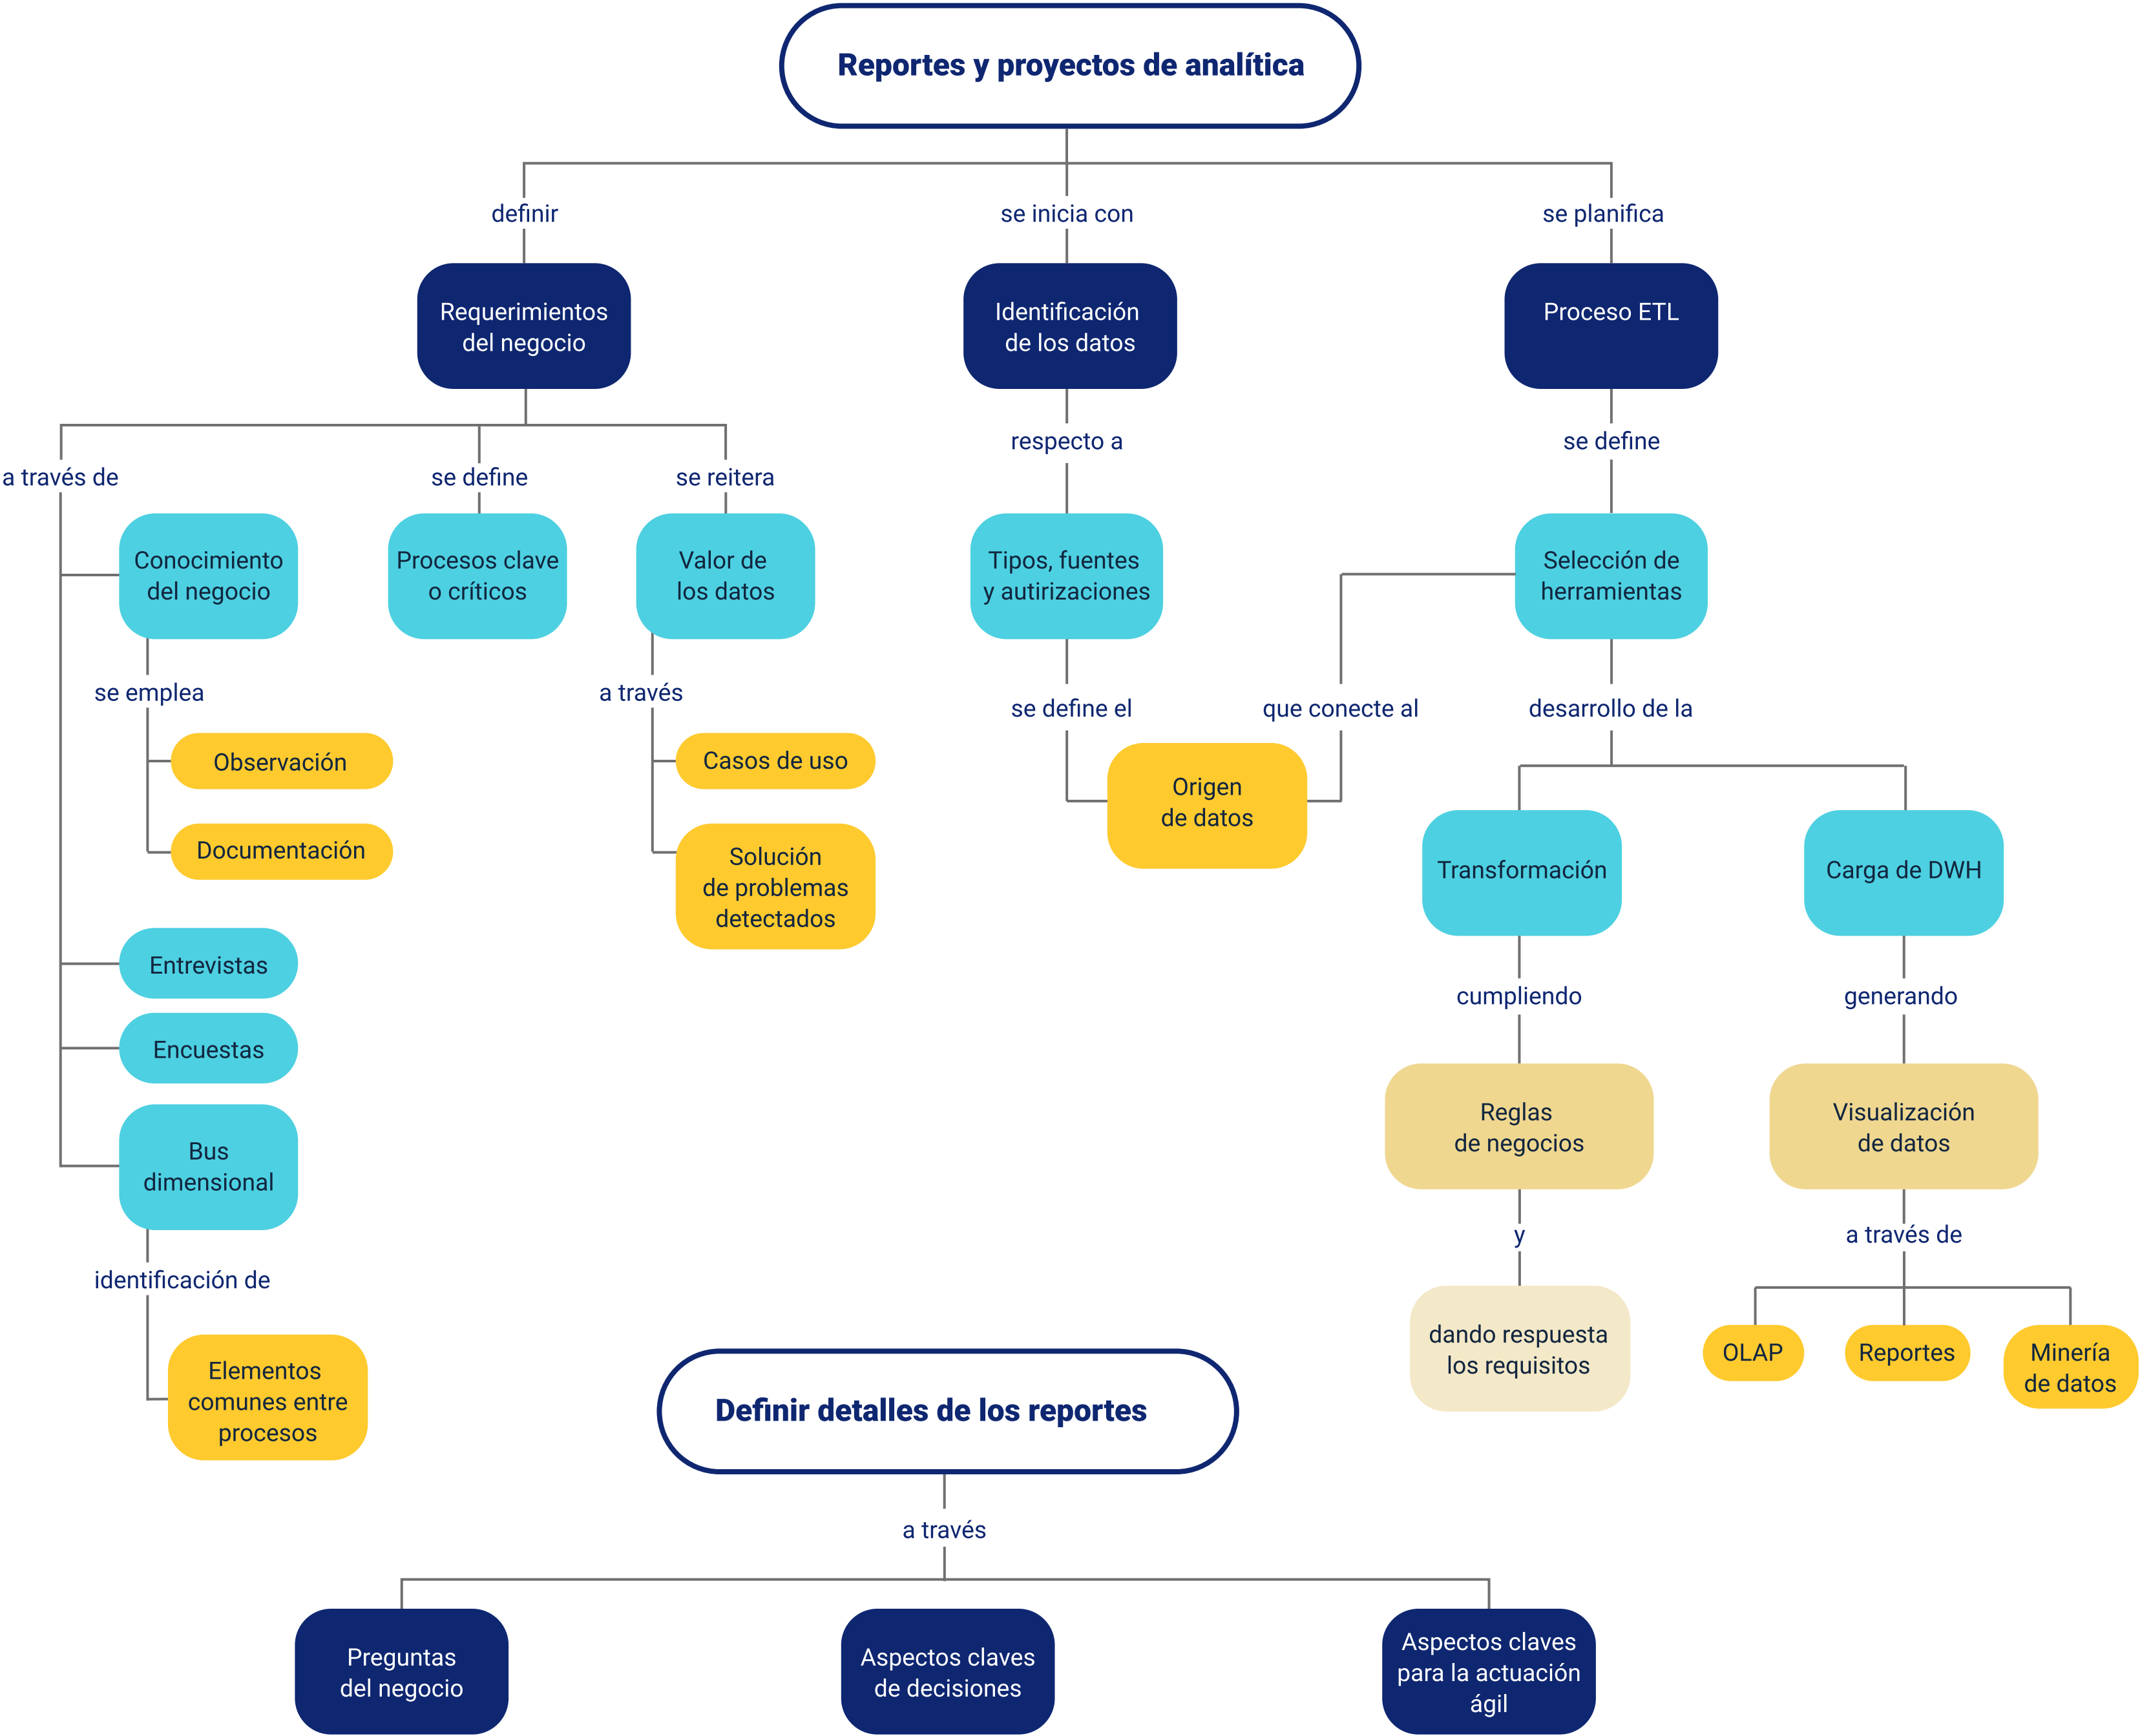 Reportes y proyectos de analítica
definir
se inicia con
se planifica
Requerimientos
del negocio
Identificación
de los datos
Proceso ETL
a través de
se define
se reitera
respecto a
se define
Conocimiento
del negocio
Procesos clave
o críticos
Valor de
los datos
Tipos, fuentes
y autirizaciones
Selección de
herramientas
se emplea
a través
se define el
que conecte al
desarrollo de la
Observación
Documentación
Casos de uso
Solución
de problemas
detectados
Origen
de datos
Transformación
Carga de DWH
Entrevistas
Encuestas
Bus
dimensional
cumpliendo
generando
Reglas
de negocios
Visualización
de datos
identificación de
y
a través de
Elementos
comunes entre
procesos
dando respuesta
los requisitos
OLAP
Reportes
Minería
de datos
Definir detalles de los reportes
a través
Preguntas
del negocio
Aspectos claves
de decisiones
Aspectos claves
para la actuación
ágil